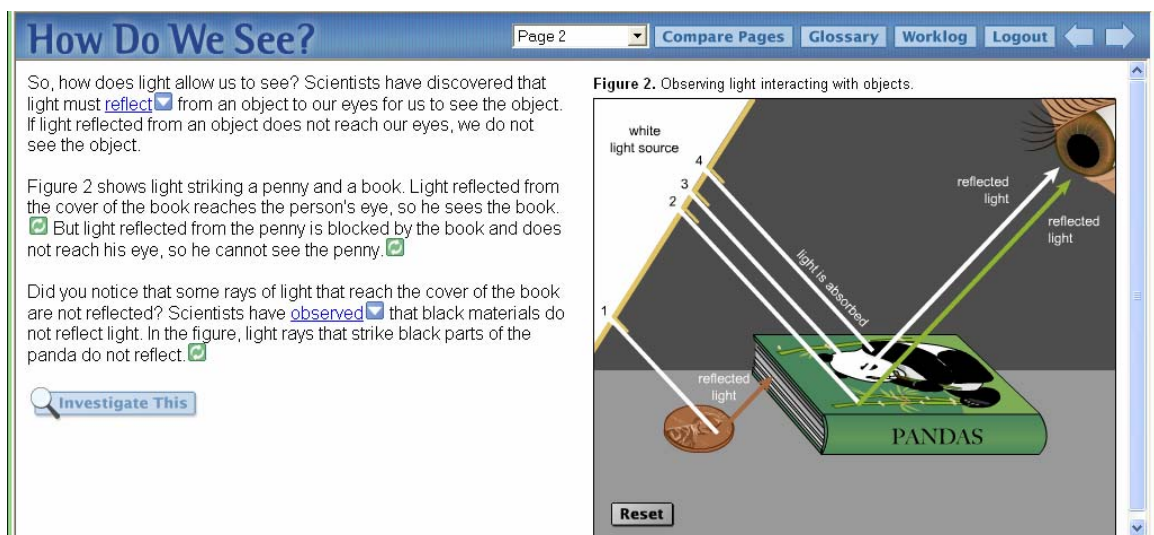 How Do We See?
Page 2
Compare Pages
Glossary
Worklog
Logout
So, how does light allow us to see? Scientists have discovered that
light must reflect from an object to our eyes for us to see the object.
If light reflected from an object does not reach our eyes, we do not
see the object.
Figure 2 shows light striking a penny and a book. Light reflected from
the cover of the book reaches the person's eye, so he sees the book.
But light reflected from the penny is blocked by the book and does
not reach his eye, so he cannot see the penny.
Did you notice that some rays of light that reach the cover of the book
are not reflected? Scientists have observed that black materials do
not reflect light. In the figure, light rays that strike black parts of the
panda do not reflect.
Investigate This
Figure 2. Observing light interacting with objects.
white
light source
4
3
2
1
light is absorbed
reflected
light
reflected
light
reflected
light
PANDAS
Reset